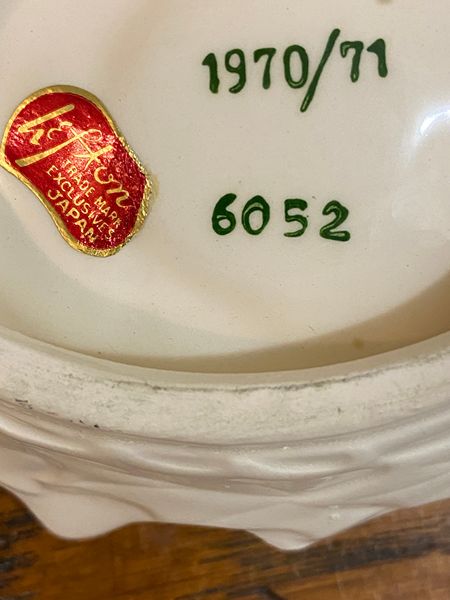 1970/71
lefton
TRADE MARK
EXCLUSIVES
JAPAN
6052